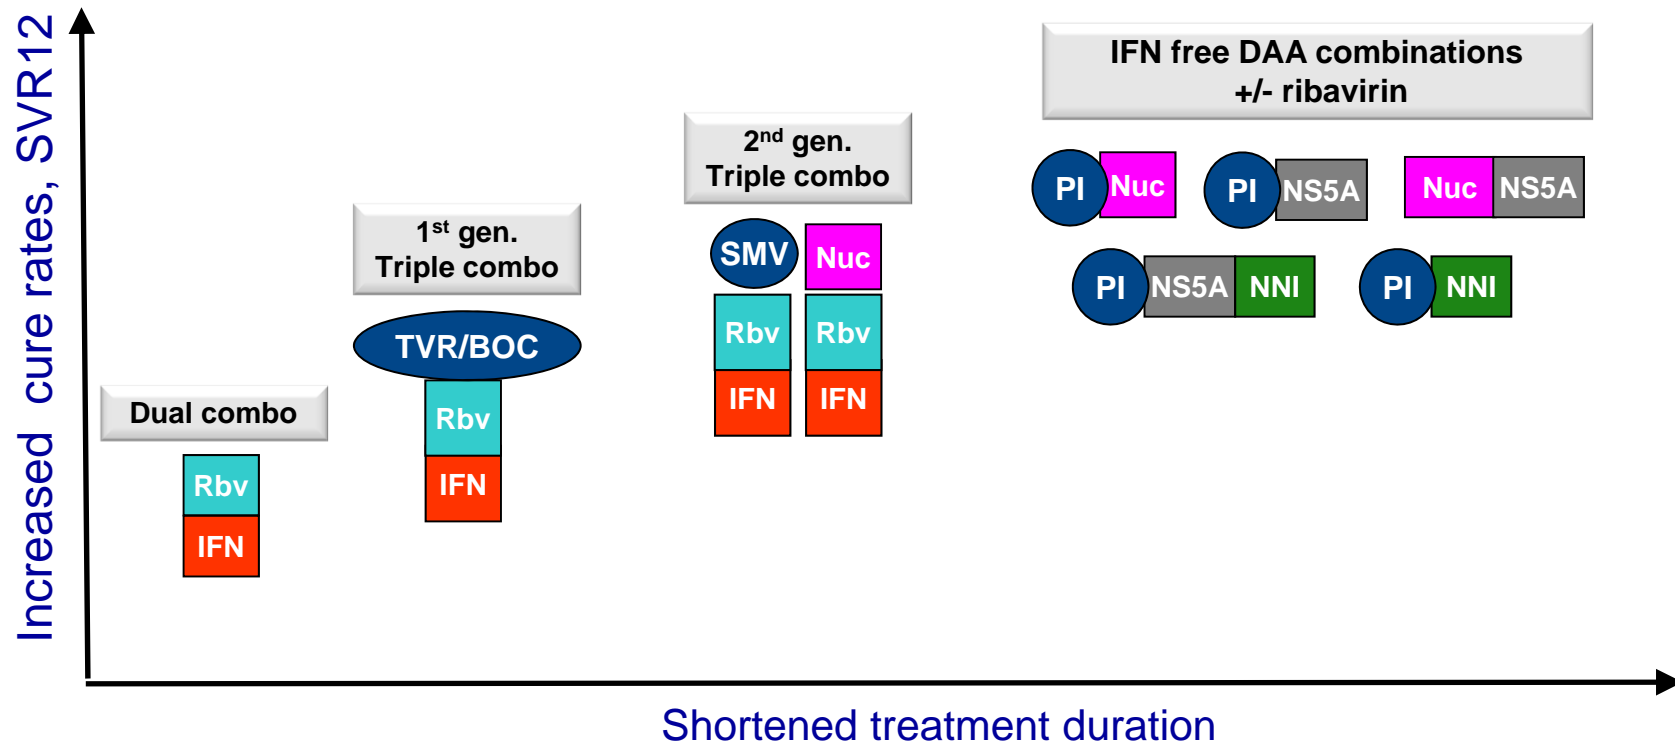 Increased cure rates, SVR12
IFN free DAA combinations
+/- ribavirin
2nd gen.
Triple combo
1st gen.
Triple combo
Dual combo
PI Nuc
PI NS5A
Nuc NS5A
PI NS5A NNI
PI NNI
SMV Nuc
Rbv Rbv
IFN IFN
TVR/BOC
Rbv
IFN
Rbv
IFN
Shortened treatment duration